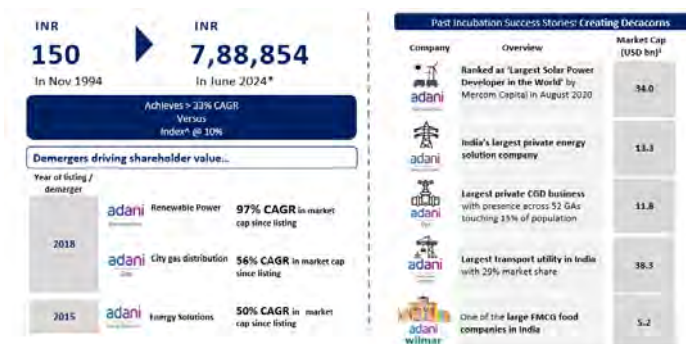 INR
150
In Nov 1994
INR
7,88,854
In June 2024*
Achieves > 33% CAGR
Versus
Index^ @ 10%
Demergers driving shareholder value...
Year of listing /
demerger
2018
adani
Renewable Power
97% CAGR in market
cap since listing
adani
Gas
City gas distribution
56% CAGR in market cap
since listing
2015
adani
Energy Solutions
50% CAGR in market
cap since listing
Past Incubation Success Stories: Creating Decacorns
Company
Overview
Market Cap
(USD bn)¹
adani
Ranked as 'Largest Solar Power
Developer in the World' by
Mercom Capital in August 2020
34.0
adani
India's largest private energy
solution company
13.3
adani
Gas
Largest private CGD business
with presence across 52 GAs
touching 15% of population
11.8
adani
Largest transport utility in India
with 29% market share
38.3
adani
wilmar
One of the large FMCG food
companies in India
5.2